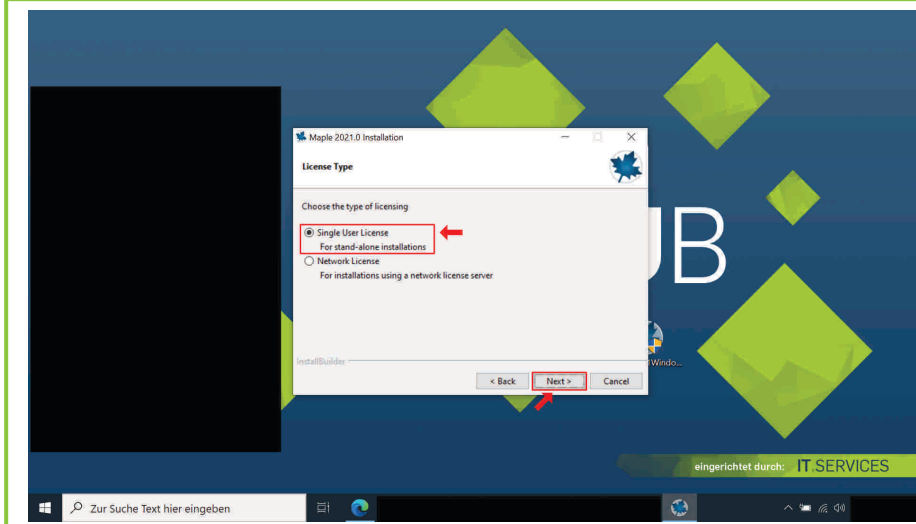 Maple 2021.0 Installation
License Type
Choose the type of licensing
Single User License
For stand-alone installations
Network License
For installations using a network license server
InstallBuilder
< Back
Next >
Cancel
UB
Windo...
eingerichtet durch: IT.SERVICES
Zur Suche Text hier eingeben